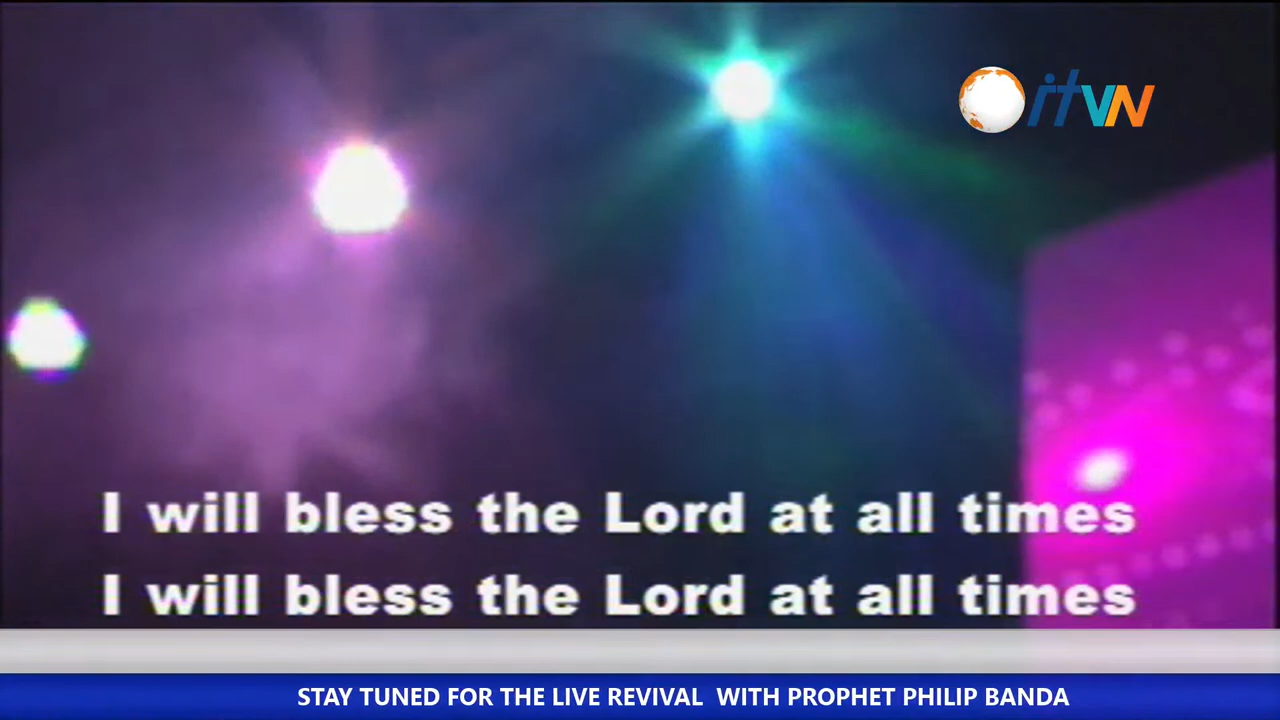 itVN
I will bless the Lord at all times
I will bless the Lord at all times
STAY TUNED FOR THE LIVE REVIVAL WITH PROPHET PHILIP BANDA